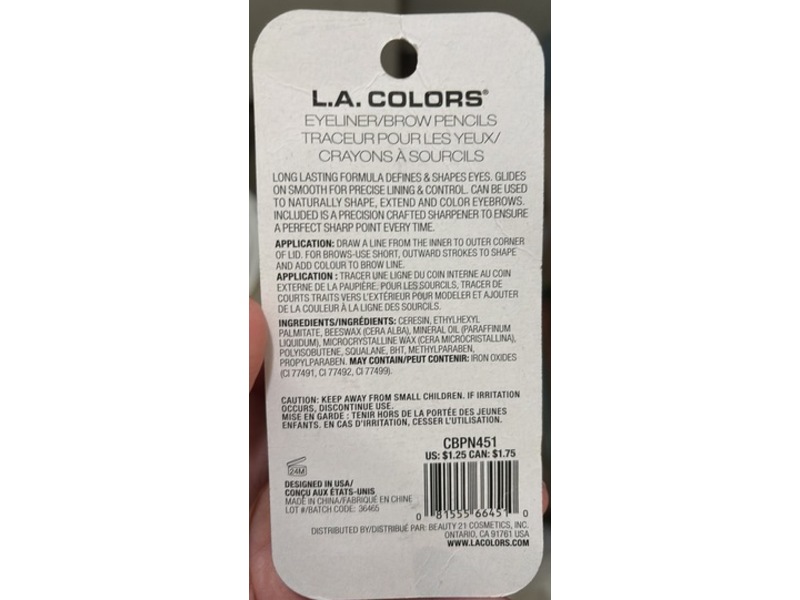 L.A. COLORS®
EYELINER/BROW PENCILS
TRACEUR POUR LES YEUX/
CRAYONS À SOURCILS
LONG LASTING FORMULA DEFINES & SHAPES EYES. GLIDES
ON SMOOTH FOR PRECISE LINING & CONTROL. CAN BE USED
TO NATURALLY SHAPE, EXTEND AND COLOR EYEBROWS.
INCLUDED IS A PRECISION CRAFTED SHARPENER TO ENSURE
A PERFECT SHARP POINT EVERY TIME.
APPLICATION: DRAW A LINE FROM THE INNER TO OUTER CORNER
OF LID. FOR BROWS-USE SHORT, OUTWARD STROKES TO SHAPE
AND ADD COLOUR TO BROW LINE.
APPLICATION : TRACER UNE LIGNE DU COIN INTERNE AU COIN
EXTERNE DE LA PAUPIÈRE. POUR LES SOURCILS, TRACER DE
COURTS TRAITS VERS L'EXTÉRIEUR POUR MODELER ET AJOUTER
DE LA COULEUR À LA LIGNE DES SOURCILS.
INGREDIENTS/INGRÉDIENTS: CERESIN, ETHYLHEXYL
PALMITATE, BEESWAX (CERA ALBA), MINERAL OIL (PARAFFINUM
LIQUIDUM), MICROCRYSTALLINE WAX (CERA MICROCRISTALLINA),
POLYISOBUTENE, SQUALANE, BHT, METHYLPARABEN,
PROPYLPARABEN. MAY CONTAIN/PEUT CONTENIR: IRON OXIDES
(CI 77491, CI 77492, CI 77499).
CAUTION: KEEP AWAY FROM SMALL CHILDREN. IF IRRITATION
OCCURS, DISCONTINUE USE.
MISE EN GARDE : TENIR HORS DE LA PORTÉE DES JEUNES
ENFANTS. EN CAS D'IRRITATION, CESSER L'UTILISATION.
CBPN451
US: $1.25 CAN: $1.75
24M
DESIGNED IN USA/
CONÇU AUX ÉTATS-UNIS
MADE IN CHINA/FABRIQUÉ EN CHINE
LOT #/BATCH CODE: 36465
0 81555 66451 0
DISTRIBUTED BY/DISTRIBUÉ PAR: BEAUTY 21 COSMETICS, INC.
ONTARIO, CA 91761 USA
WWW.LACOLORS.COM